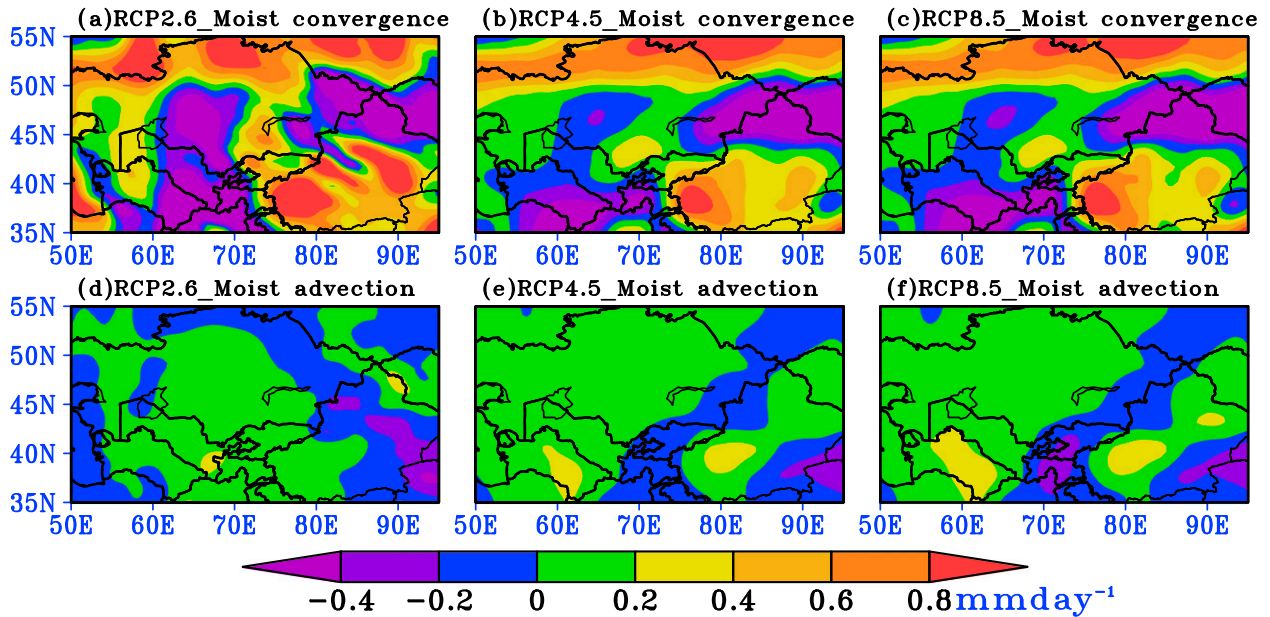 (a)RCP2.6_Moist convergence (b)RCP4.5_Moist convergence (c)RCP8.5_Moist convergence
55N
50N
45N
40N
35N
50E 60E 70E 80E 90E 50E 60E 70E 80E 90E 50E 60E 70E 80E 90E
(d)RCP2.6_Moist advection (e)RCP4.5_Moist advection (f)RCP8.5_Moist advection
55N
50N
45N
40N
35N
50E 60E 70E 80E 90E 50E 60E 70E 80E 90E 50E 60E 70E 80E 90E
−0.4 −0.2 0 0.2 0.4 0.6 0.8 mmday⁻¹